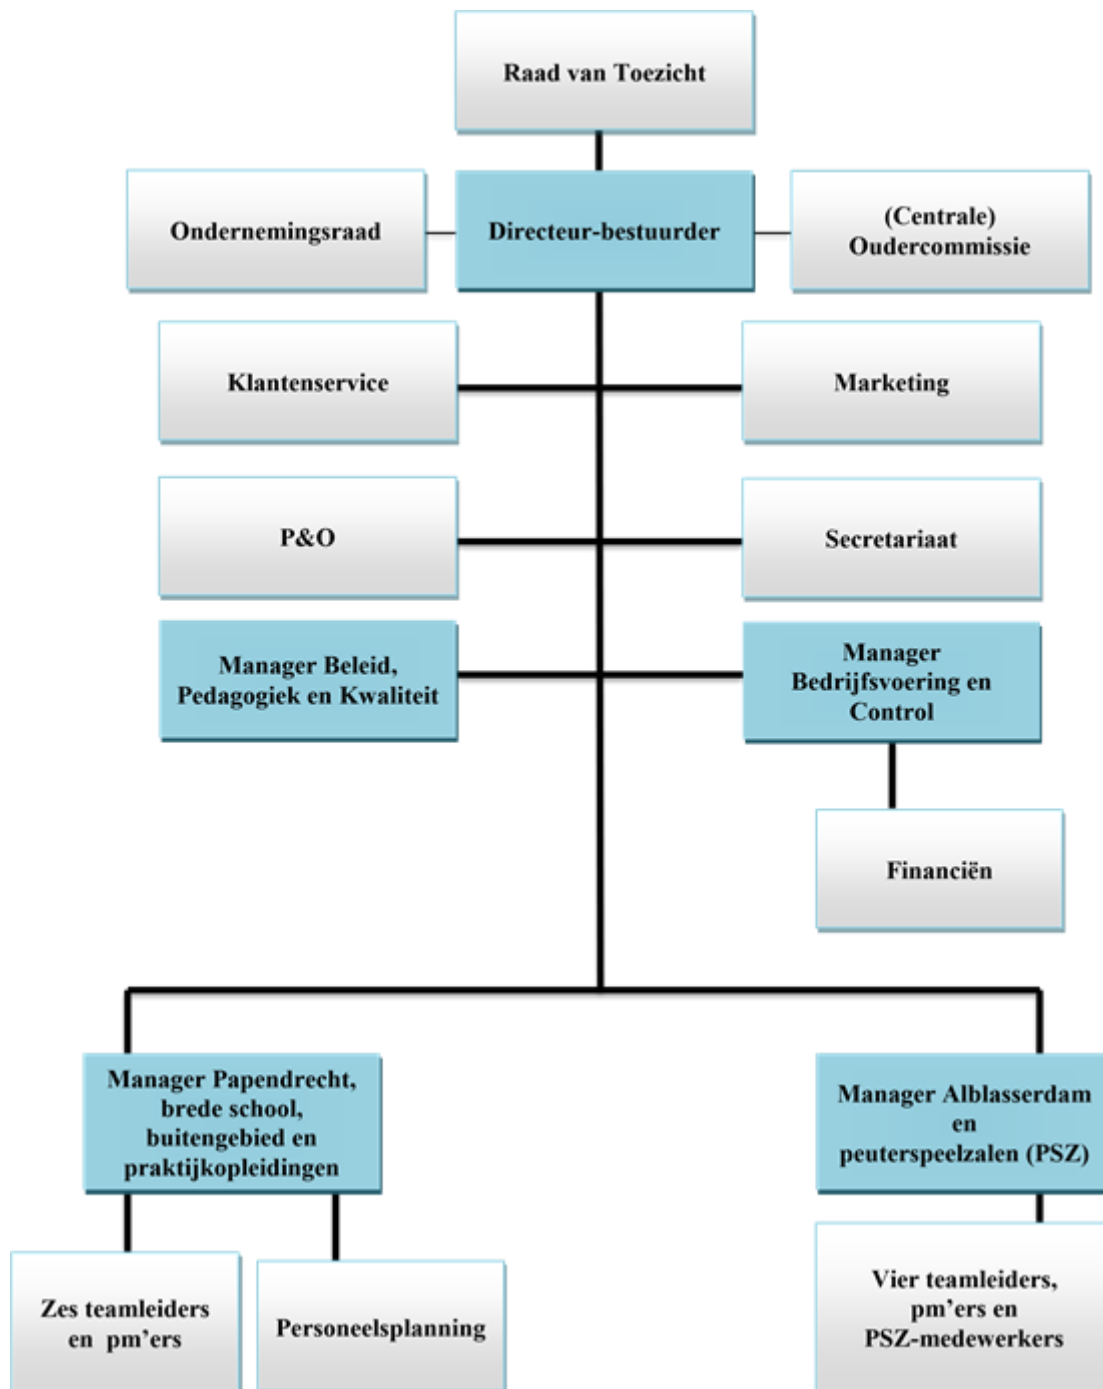 Raad van Toezicht
Ondernemingsraad
Directeur-bestuurder
(Centrale)
Oudercommissie
Klantenservice
Marketing
P&O
Secretariaat
Manager Beleid,
Pedagogiek en Kwaliteit
Manager
Bedrijfsvoering en
Control
Financiën
Manager Papendrecht,
brede school,
buitengebied en
praktijkopleidingen
Manager Alblasserdam
en
peuterspeelzalen (PSZ)
Zes teamleiders
en pm’ers
Personeelsplanning
Vier teamleiders,
pm’ers en
PSZ-medewerkers